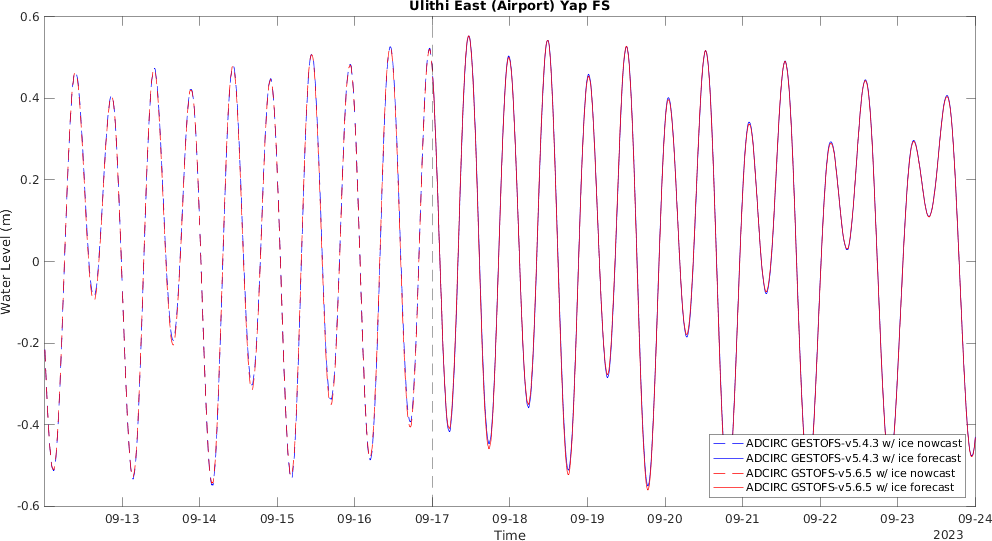 Ulithi East (Airport) Yap FS
0.6
0.4
0.2
0
-0.2
-0.4
-0.6
Water Level (m)
ADCIRC GESTOFS-v5.4.3 w/ ice nowcast
ADCIRC GESTOFS-v5.4.3 w/ ice forecast
ADCIRC GSTOFS-v5.6.5 w/ ice nowcast
ADCIRC GSTOFS-v5.6.5 w/ ice forecast
09-13 09-14 09-15 09-16 09-17 09-18 09-19 09-20 09-21 09-22 09-23 09-24
Time
2023